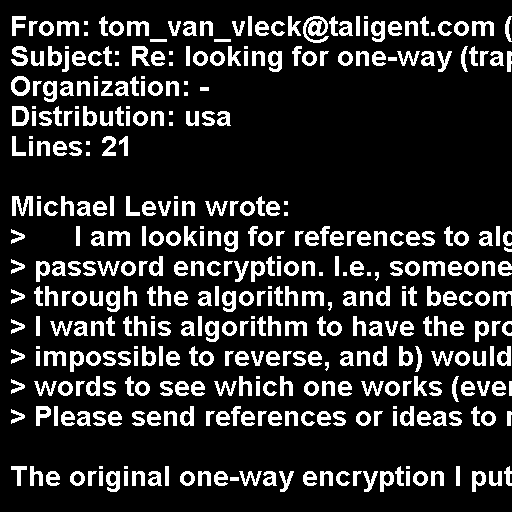 From: tom_van_vleck@taligent.com (
Subject: Re: looking for one-way (trap
Organization: -
Distribution: usa
Lines: 21

Michael Levin wrote:
>      I am looking for references to alg
> password encryption. I.e., someone
> through the algorithm, and it becom
> I want this algorithm to have the pro
> impossible to reverse, and b) would
> words to see which one works (ever
> Please send references or ideas to

The original one-way encryption I put